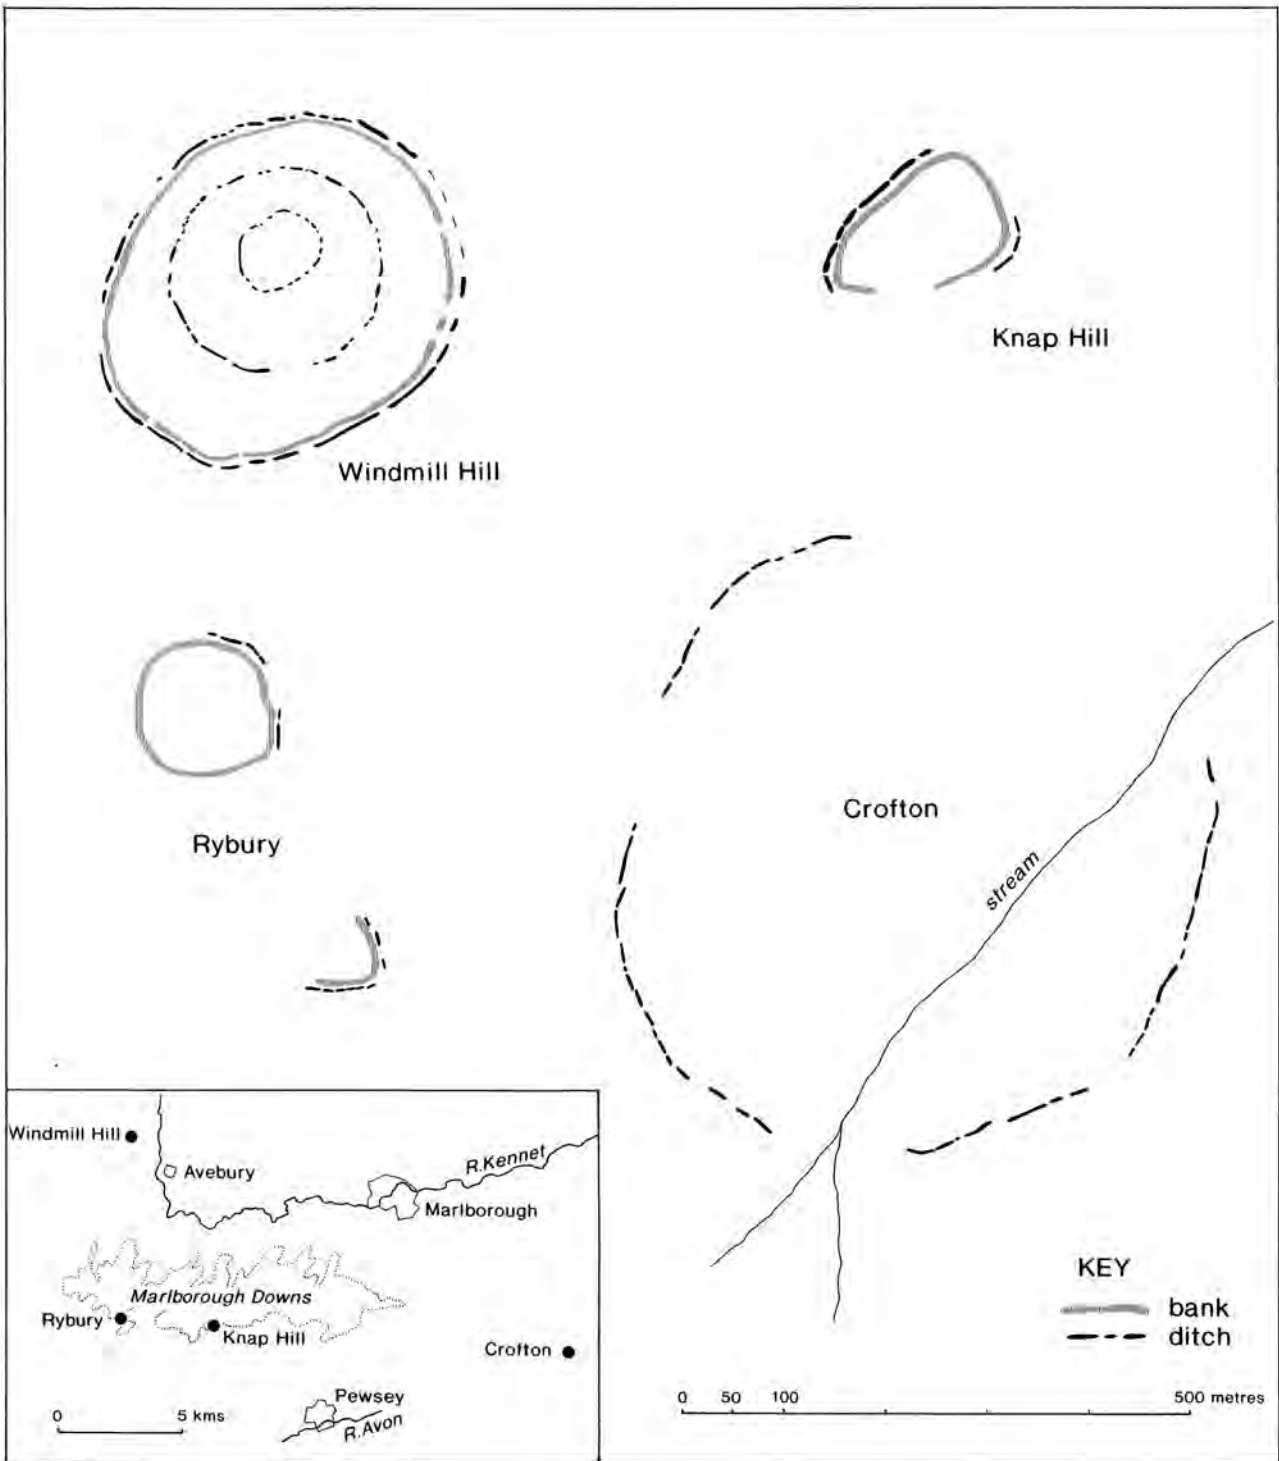 Windmill Hill
Knap Hill
Rybury
Crofton
stream
Windmill Hill
Avebury
R.Kennet
Marlborough
Marlborough Downs
Rybury
Knap Hill
Crofton
Pewsey
R.Avon
0 5 kms
KEY
bank
ditch
0 50 100 500 metres